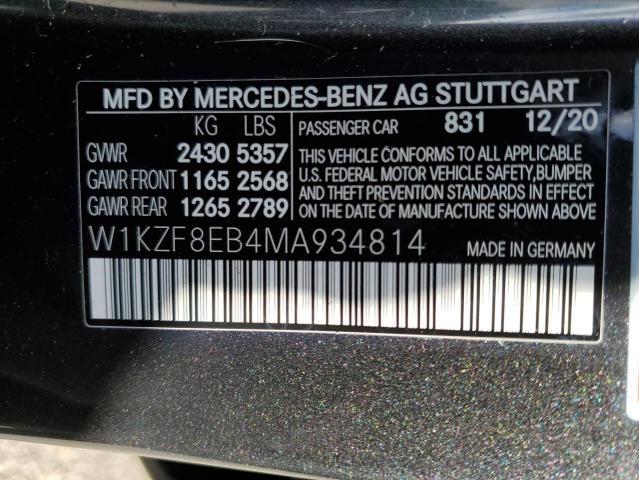 MFD BY MERCEDES-BENZ AG STUTTGART
KG LBS PASSENGER CAR 831 12/20
GVWR 2430 5357
GAWR FRONT 1165 2568
GAWR REAR 1265 2789
THIS VEHICLE CONFORMS TO ALL APPLICABLE
U.S. FEDERAL MOTOR VEHICLE SAFETY,BUMPER
AND THEFT PREVENTION STANDARDS IN EFFECT
ON THE DATE OF MANUFACTURE SHOWN ABOVE.
W1KZF8EB4MA934814 MADE IN GERMANY